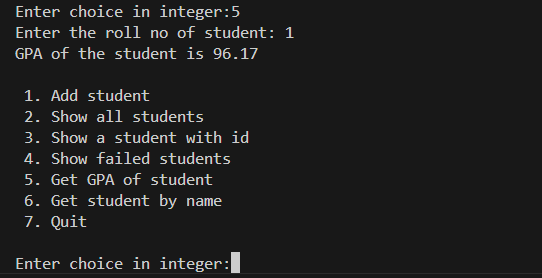 Enter choice in integer:5
Enter the roll no of student: 1
GPA of the student is 96.17
1. Add student
2. Show all students
3. Show a student with id
4. Show failed students
5. Get GPA of student
6. Get student by name
7. Quit
Enter choice in integer: